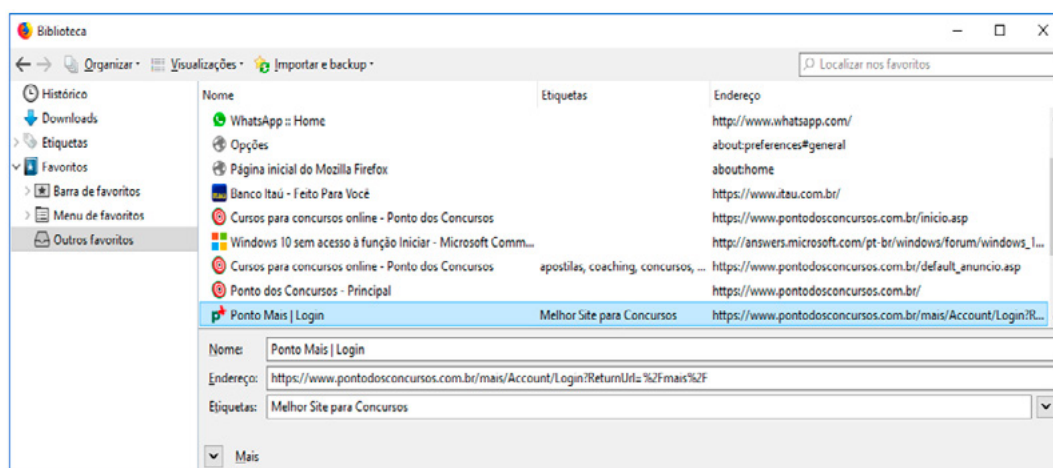 Biblioteca
Organizar Visualizações Importar e backup Localizar nos favoritos
Histórico
Downloads
Etiquetas
Favoritos
Barra de favoritos
Menu de favoritos
Outros favoritos
Nome Etiquetas Endereço
WhatsApp :: Home http://www.whatsapp.com/
Opções about:preferences#general
Página inicial do Mozilla Firefox about:home
Banco Itaú - Feito Para Você https://www.itau.com.br/
Cursos para concursos online - Ponto dos Concursos https://www.pontodosconcursos.com.br/inicio.asp
Windows 10 sem acesso à função Iniciar - Microsoft Comm... http://answers.microsoft.com/pt-br/windows/forum/windows_1...
Cursos para concursos online - Ponto dos Concursos apostilas, coaching, concursos, ... https://www.pontodosconcursos.com.br/default_anuncio.asp
Ponto dos Concursos - Principal https://www.pontodosconcursos.com.br/
Ponto Mais | Login Melhor Site para Concursos https://www.pontodosconcursos.com.br/mais/Account/Login?R...
Nome: Ponto Mais | Login
Endereço: https://www.pontodosconcursos.com.br/mais/Account/Login?ReturnUrl=%2Fmais%2F
Etiquetas: Melhor Site para Concursos
Mais